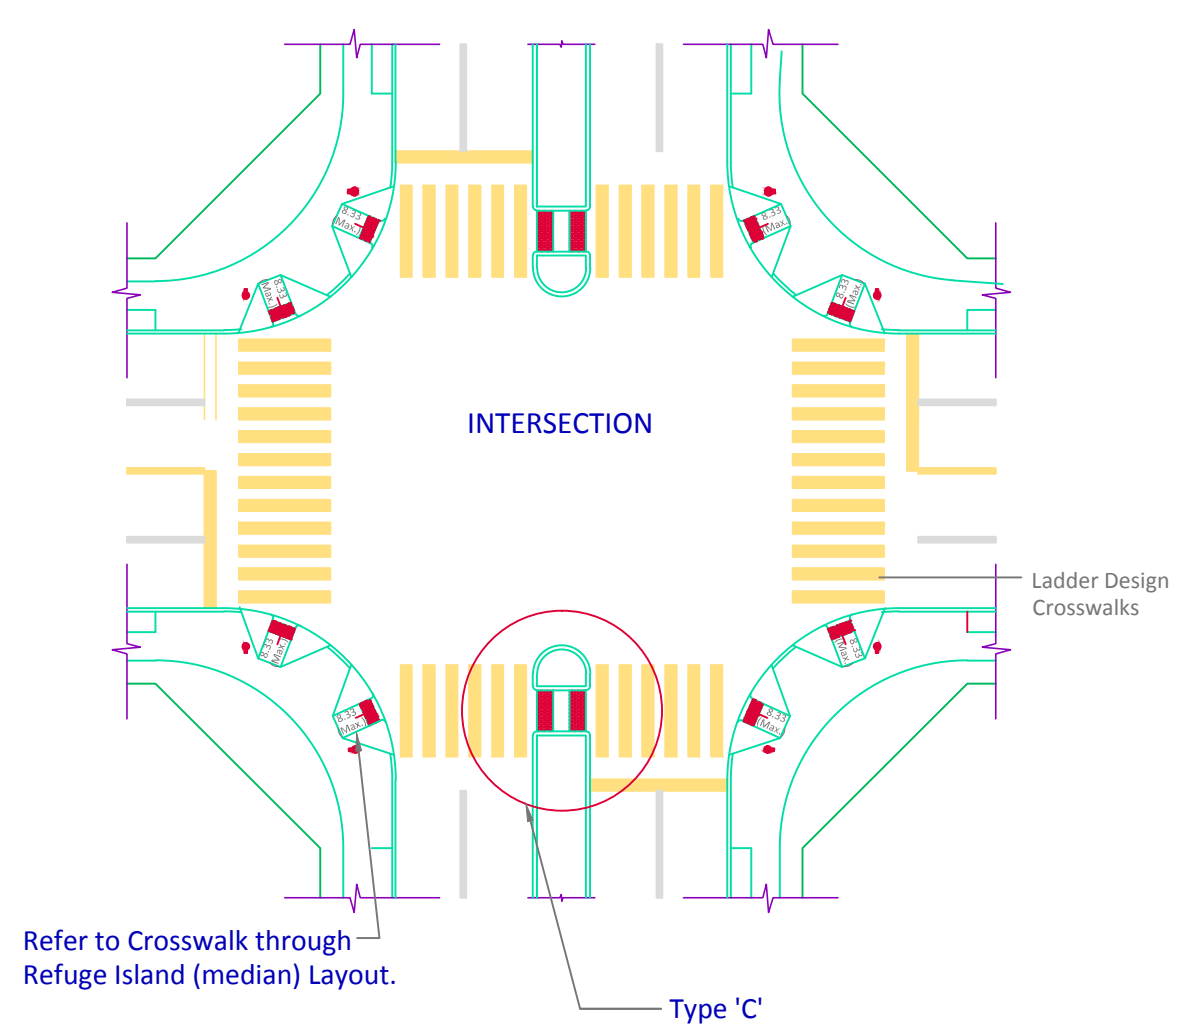 8.33
(Max.)
8.33
(Max.)
8.33
(Max.)
8.33
(Max.)
INTERSECTION
Ladder Design
Crosswalks
8.33
(Max.)
8.33
(Max.)
8.33
(Max.)
8.33
(Max.)
Refer to Crosswalk through
Refuge Island (median) Layout.
Type 'C'